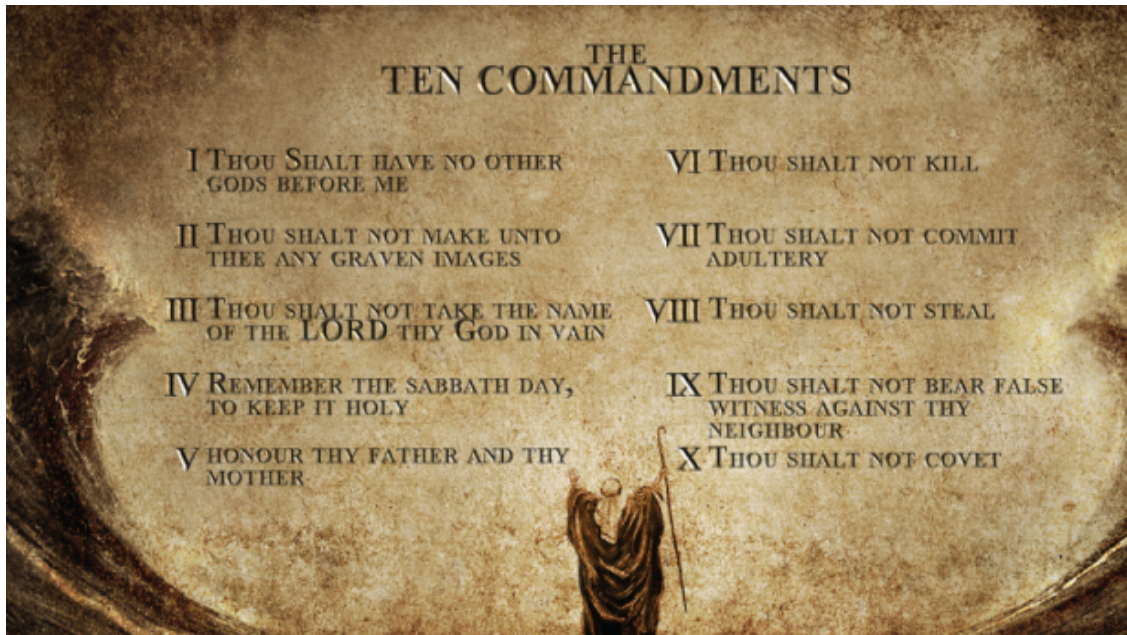 THE
TEN COMMANDMENTS
I THOU SHALT HAVE NO OTHER
GODS BEFORE ME
II THOU SHALT NOT MAKE UNTO
THEE ANY GRAVEN IMAGES
III THOU SHALT NOT TAKE THE NAME
OF THE LORD THY GOD IN VAIN
IV REMEMBER THE SABBATH DAY,
TO KEEP IT HOLY
V HONOUR THY FATHER AND THY
MOTHER
VI THOU SHALT NOT KILL
VII THOU SHALT NOT COMMIT
ADULTERY
VIII THOU SHALT NOT STEAL
IX THOU SHALT NOT BEAR FALSE
WITNESS AGAINST THY
NEIGHBOUR
X THOU SHALT NOT COVET